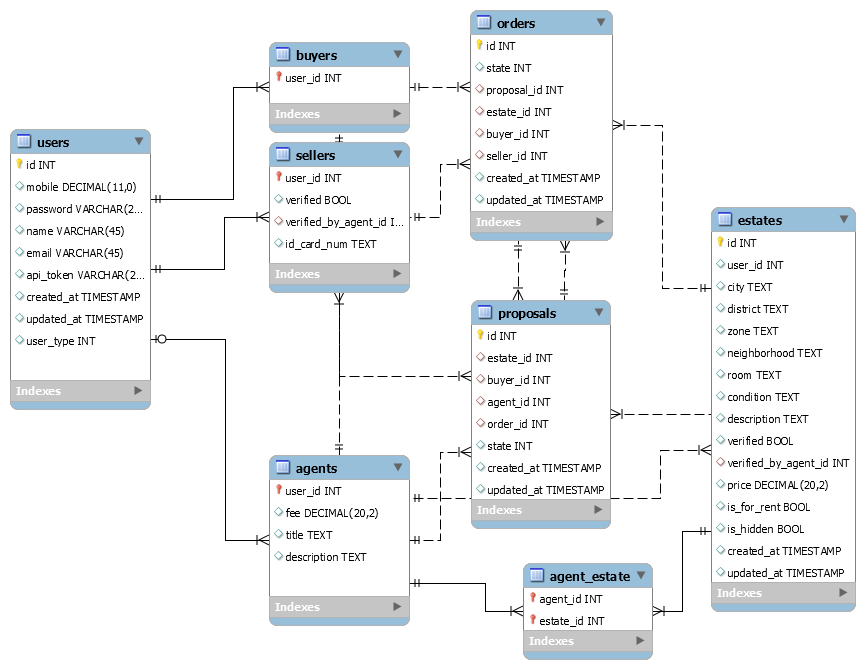 users
id INT
mobile DECIMAL(11,0)
password VARCHAR(2...
name VARCHAR(45)
email VARCHAR(45)
api_token VARCHAR(2...
created_at TIMESTAMP
updated_at TIMESTAMP
user_type INT
Indexes
buyers
user_id INT
Indexes
sellers
user_id INT
verified BOOL
verified_by_agent_id I...
id_card_num TEXT
Indexes
agents
user_id INT
fee DECIMAL(20,2)
title TEXT
description TEXT
Indexes
orders
id INT
state INT
proposal_id INT
estate_id INT
buyer_id INT
seller_id INT
created_at TIMESTAMP
updated_at TIMESTAMP
Indexes
proposals
id INT
estate_id INT
buyer_id INT
agent_id INT
order_id INT
state INT
created_at TIMESTAMP
updated_at TIMESTAMP
Indexes
agent_estate
agent_id INT
estate_id INT
Indexes
estates
id INT
user_id INT
city TEXT
district TEXT
zone TEXT
neighborhood TEXT
room TEXT
condition TEXT
description TEXT
verified BOOL
verified_by_agent_id INT
price DECIMAL(20,2)
is_for_rent BOOL
is_hidden BOOL
created_at TIMESTAMP
updated_at TIMESTAMP
Indexes